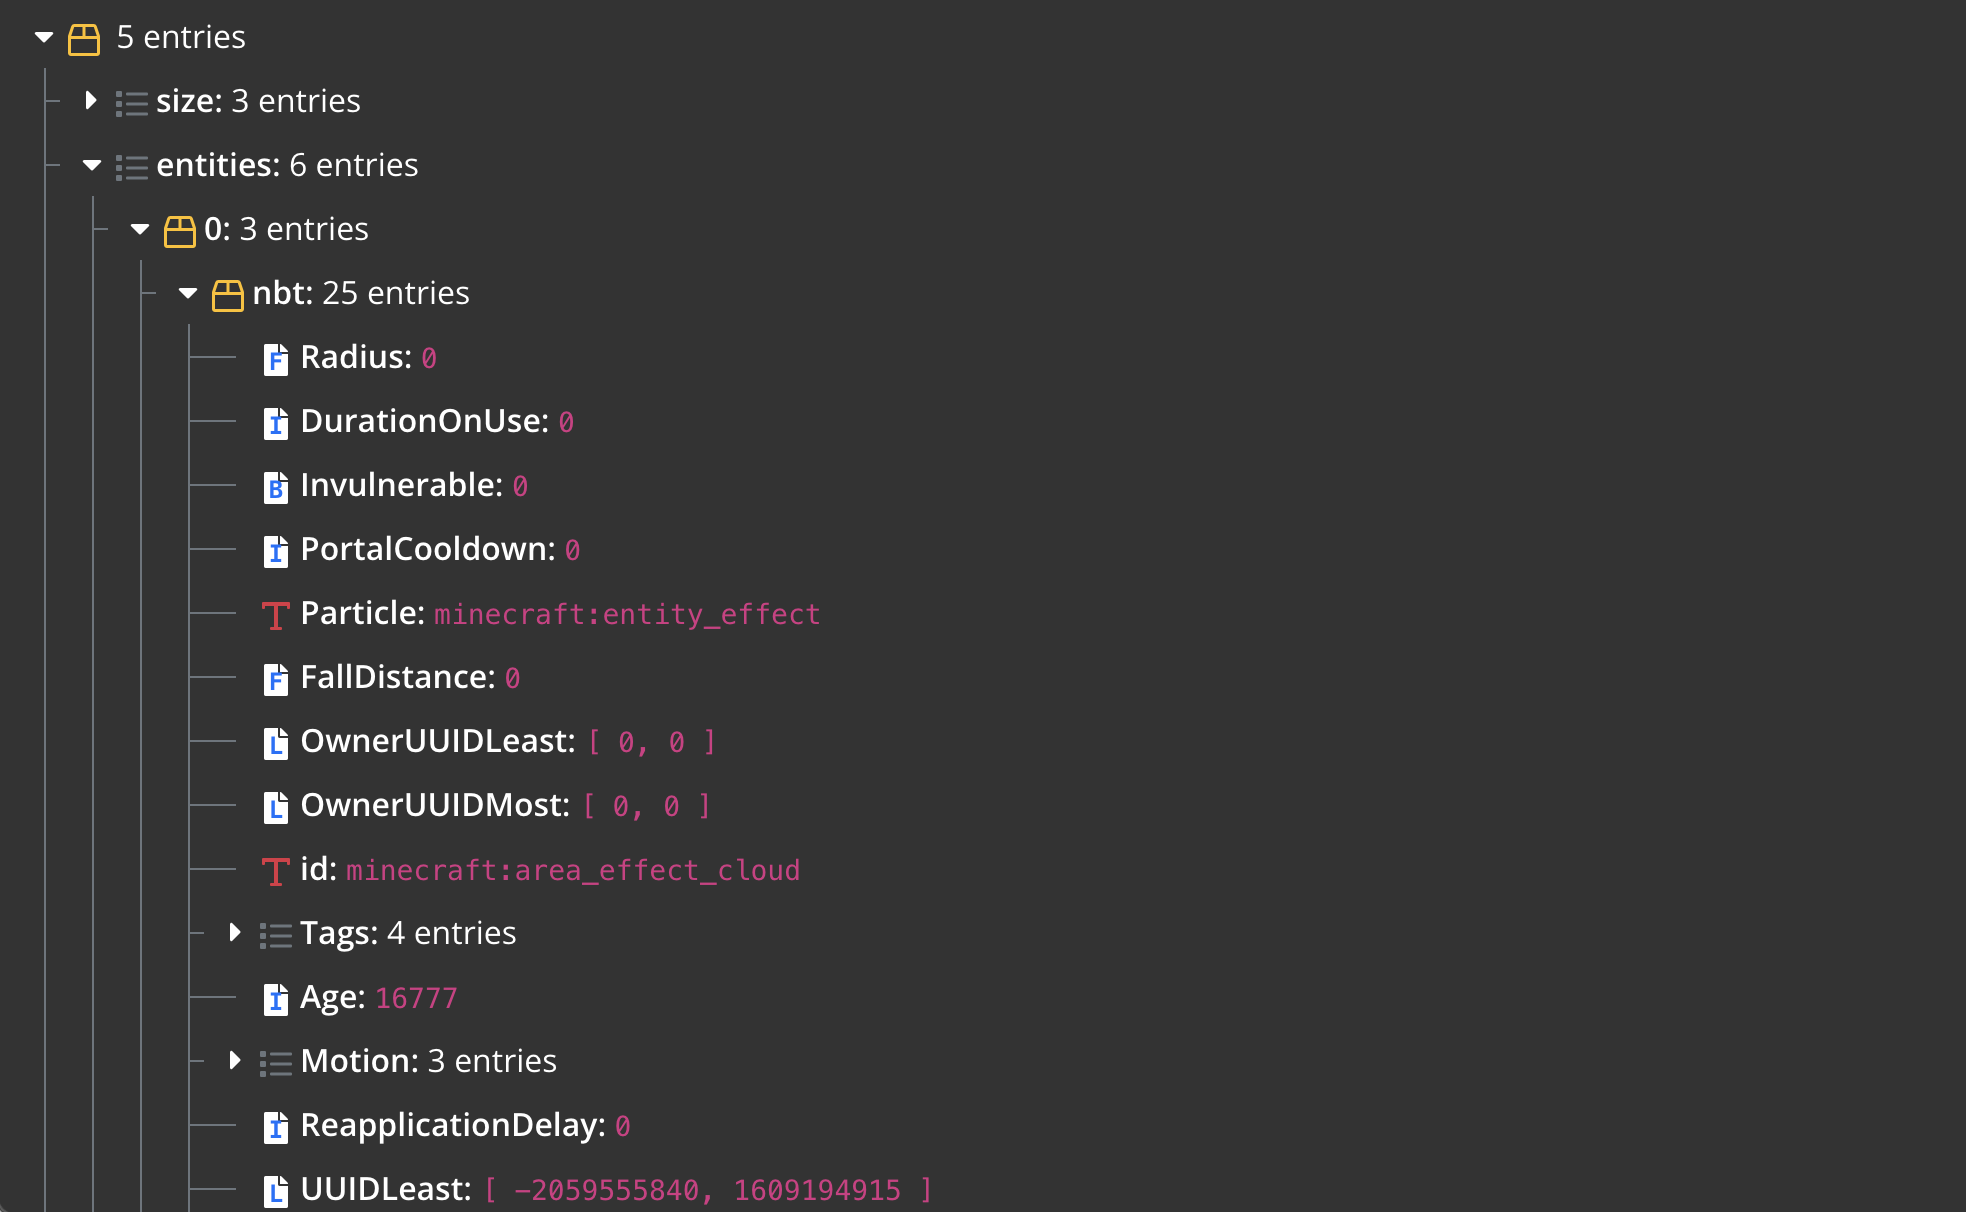 5 entries
size: 3 entries
entities: 6 entries
0: 3 entries
nbt: 25 entries
F Radius: 0
I DurationOnUse: 0
B Invulnerable: 0
I PortalCooldown: 0
T Particle: minecraft:entity_effect
F FallDistance: 0
L OwnerUUIDLeast: [ 0, 0 ]
L OwnerUUIDMost: [ 0, 0 ]
T id: minecraft:area_effect_cloud
Tags: 4 entries
I Age: 16777
Motion: 3 entries
I ReapplicationDelay: 0
L UUIDLeast: [ -2059555840, 1609194915 ]